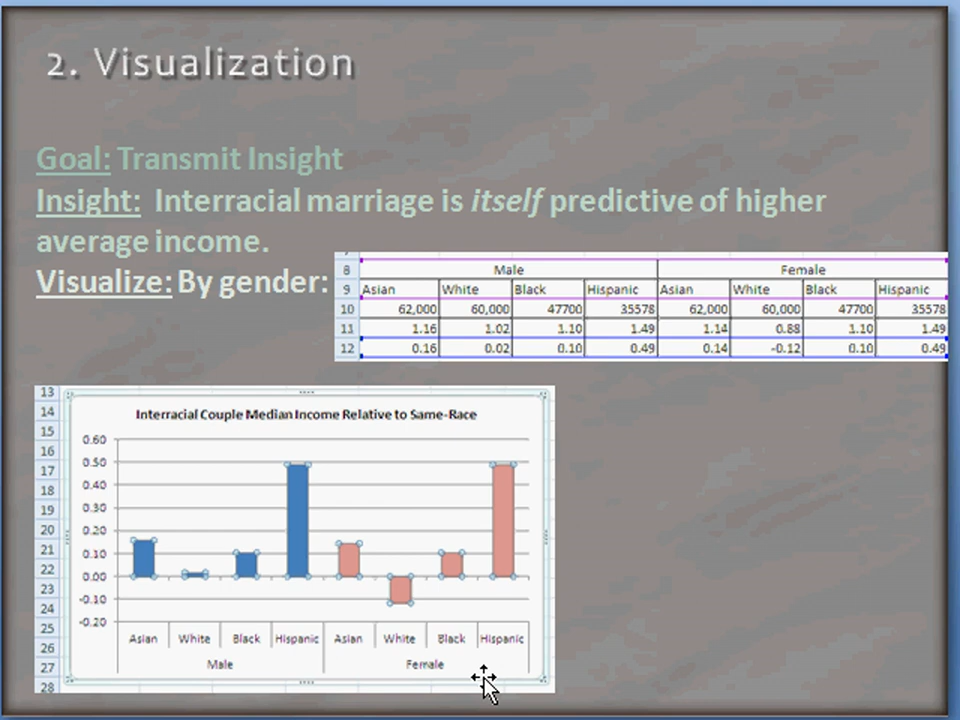 2. Visualization
Goal: Transmit Insight
Insight: Interracial marriage is itself predictive of higher
average income.
Visualize: By gender:
8 Male Female
9 Asian White Black Hispanic Asian White Black Hispanic
10 62,000 60,000 47700 35578 62,000 60,000 47700 35578
11 1.16 1.02 1.10 1.49 1.14 0.88 1.10 1.49
12 0.16 0.02 0.10 0.49 0.14 -0.12 0.10 0.49
13
14
15
16
17
18
19
20
21
22
23
24
25
26
27
28
Interracial Couple Median Income Relative to Same-Race
0.60
0.50
0.40
0.30
0.20
0.10
0.00
-0.10
-0.20
Asian White Black Hispanic Asian White Black Hispanic
Male Female